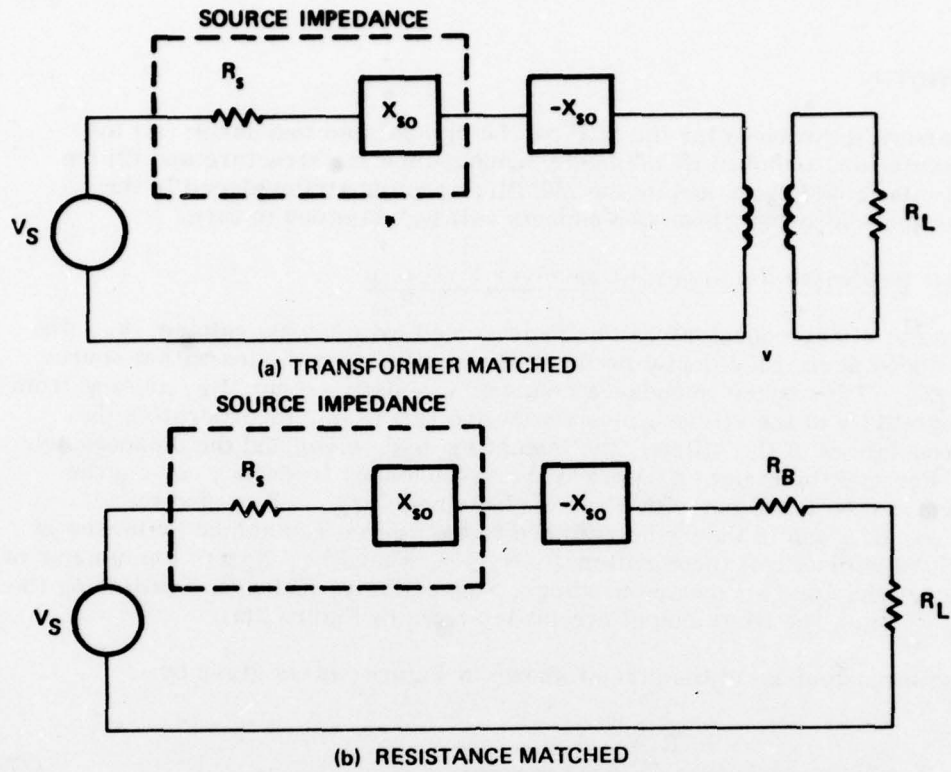 SOURCE IMPEDANCE
R_s
X_so
-X_so
V_S
R_L
v
(a) TRANSFORMER MATCHED
SOURCE IMPEDANCE
R_s
X_so
-X_so
R_B
V_S
R_L
(b) RESISTANCE MATCHED